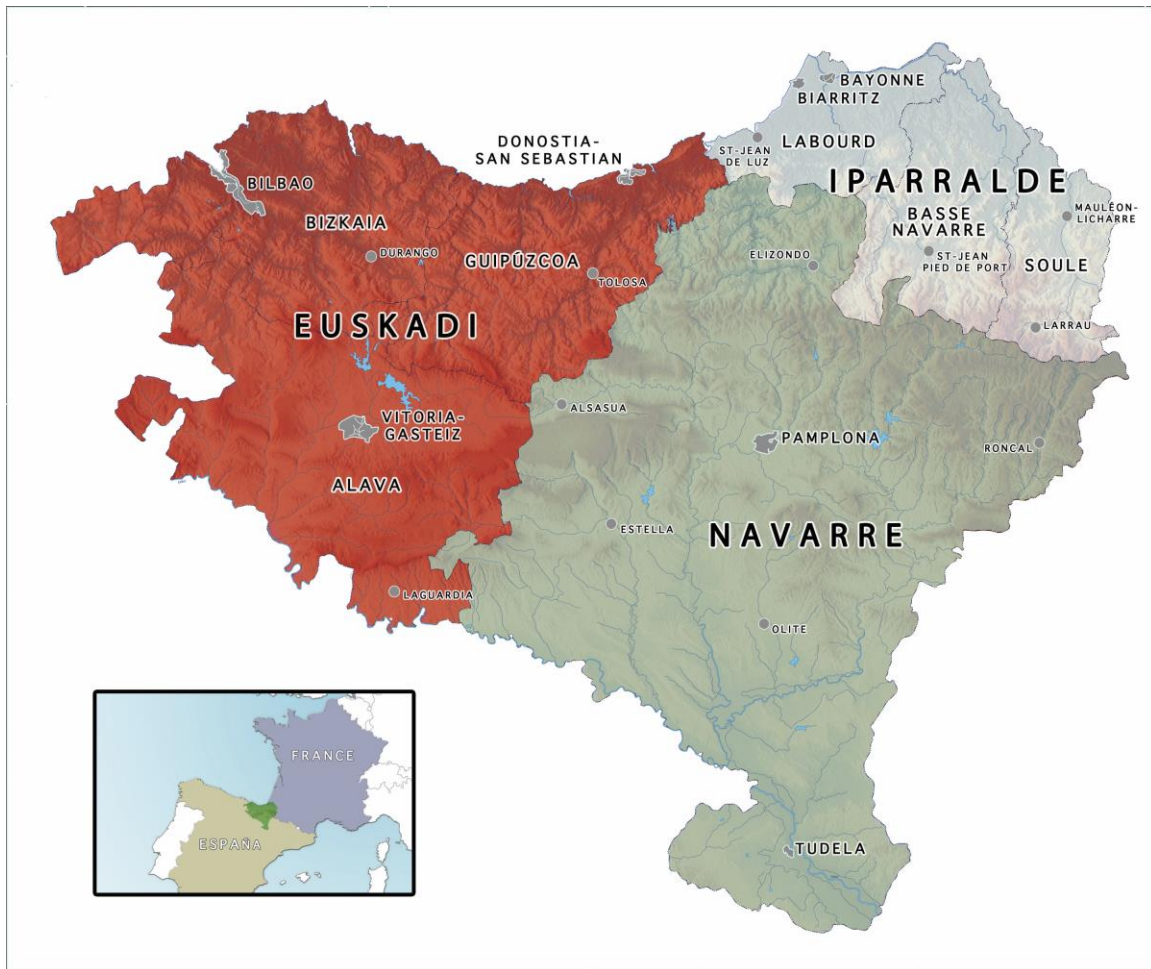 BAYONNE
BIARRITZ
DONOSTIA-
SAN SEBASTIAN
ST-JEAN
DE LUZ
LABOURD
IPARRALDE
BILBAO
BIZKAIA
DURANGO
GUIPÚZCOA
TOLOSA
ELIZONDO
BASSE
NAVARRE
ST-JEAN
PIED DE PORT
MAULÉON-
LICHARRE
SOULE
LARRAU
EUSKADI
VITORIA-
GASTEIZ
ALAVA
LAGUARDIA
ALSASUA
PAMPLONA
RONCAL
ESTELLA
NAVARRE
OLITE
TUDELA
FRANCE
ESPAÑA